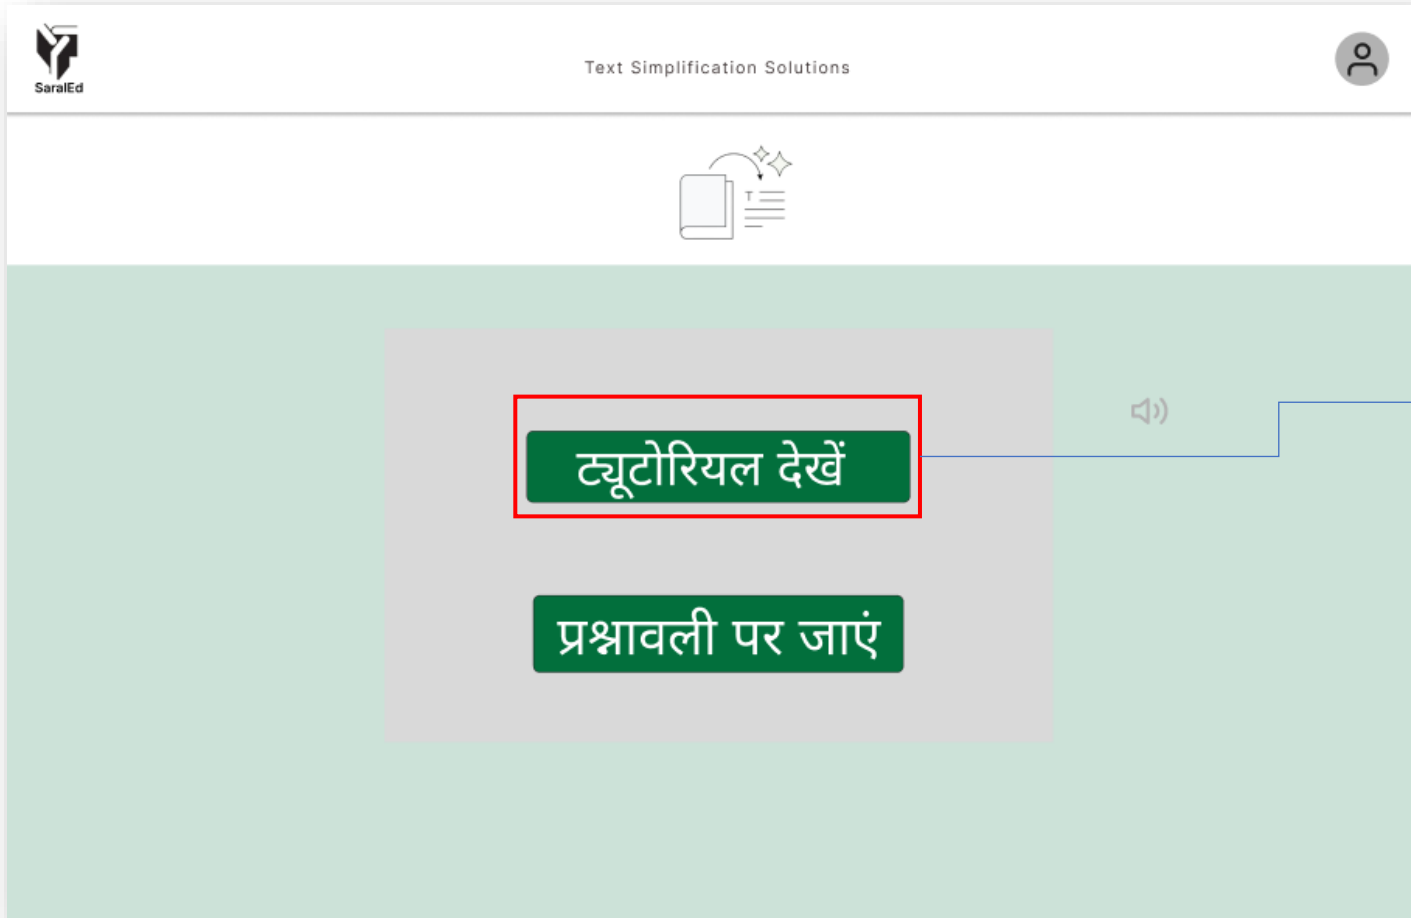 SaralEd
Text Simplification Solutions
T
ट्यूटोरियल देखें
प्रश्नावली पर जाएं